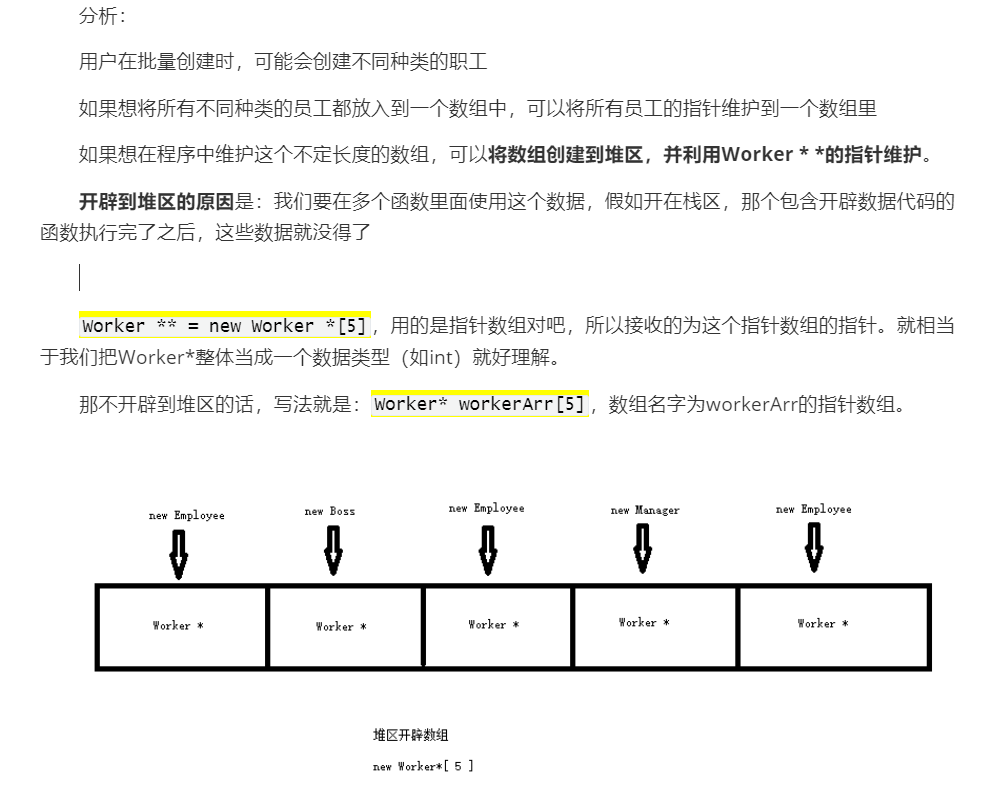 分析：
用户在批量创建时，可能会创建不同种类的职工
如果想将所有不同种类的员工都放入到一个数组中，可以将所有员工的指针维护到一个数组里
如果想在程序中维护这个不定长度的数组，可以将数组创建到堆区，并利用Worker * *的指针维护。
开辟到堆区的原因是：我们要在多个函数里面使用这个数据，假如开在栈区，那个包含开辟数据代码的
函数执行完了之后，这些数据就没得了
Worker ** = new Worker *[5]，用的是指针数组对吧，所以接收的为这个指针数组的指针。就相当
于我们把Worker*整体当成一个数据类型（如int）就好理解。
那不开辟到堆区的话，写法就是：Worker* workerArr[5]，数组名字为workerArr的指针数组。
new Employee new Boss new Employee new Manager new Employee
Worker * Worker * Worker * Worker * Worker *
堆区开辟数组
new Worker*[ 5 ]